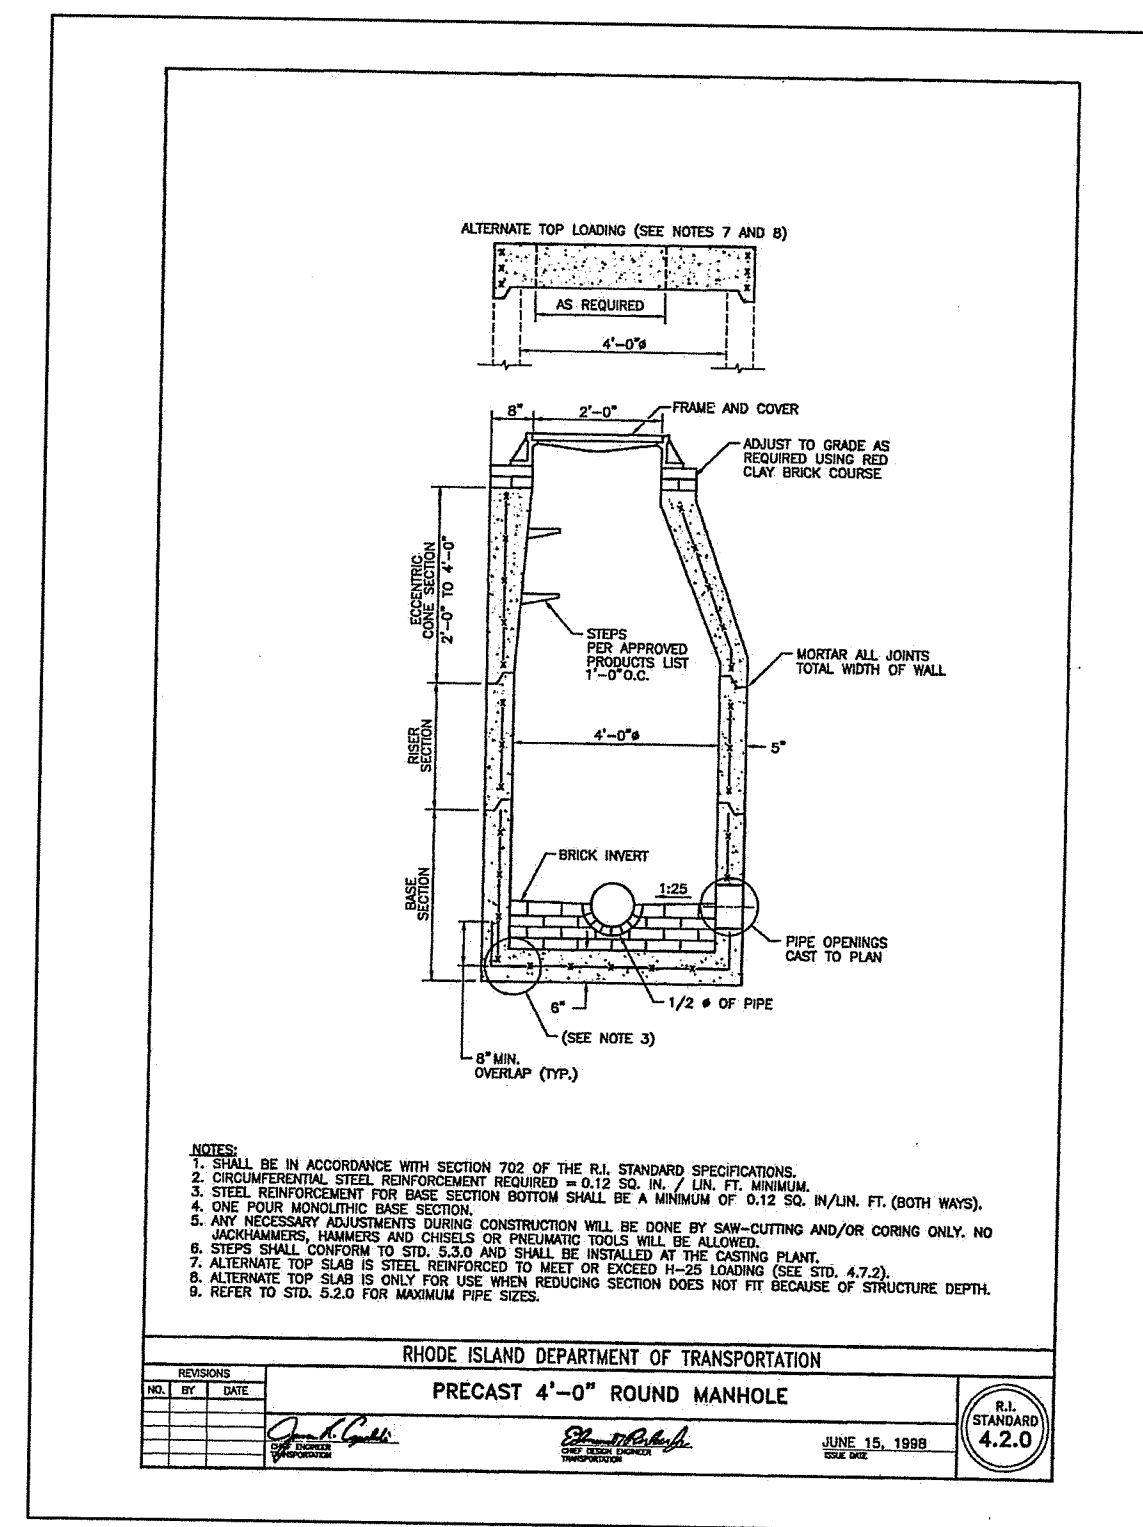 ALTERNATE TOP LOADING (SEE NOTES 7 AND 8)
AS REQUIRED
4'-0"ø
8"
2'-0"
FRAME AND COVER
ADJUST TO GRADE AS
REQUIRED USING RED
CLAY BRICK COURSE
ECCENTRIC
CONE SECTION
2'-0" TO 4'-0"
STEPS
PER APPROVED
PRODUCTS LIST
1'-0"O.C.
MORTAR ALL JOINTS
TOTAL WIDTH OF WALL
RISER
SECTION
4'-0"ø
5"
BASE
SECTION
BRICK INVERT
1:25
PIPE OPENINGS
CAST TO PLAN
6"
1/2 ø OF PIPE
(SEE NOTE 3)
8" MIN.
OVERLAP (TYP.)
NOTES:
1. SHALL BE IN ACCORDANCE WITH SECTION 702 OF THE R.I. STANDARD SPECIFICATIONS.
2. CIRCUMFERENTIAL STEEL REINFORCEMENT REQUIRED = 0.12 SQ. IN. / LIN. FT. MINIMUM.
3. STEEL REINFORCEMENT FOR BASE SECTION BOTTOM SHALL BE A MINIMUM OF 0.12 SQ. IN/LIN. FT. (BOTH WAYS).
4. ONE POUR MONOLITHIC BASE SECTION.
5. ANY NECESSARY ADJUSTMENTS DURING CONSTRUCTION WILL BE DONE BY SAW-CUTTING AND/OR CORING ONLY. NO
JACKHAMMERS, HAMMERS AND CHISELS OR PNEUMATIC TOOLS WILL BE ALLOWED.
6. STEPS SHALL CONFORM TO STD. 5.3.0 AND SHALL BE INSTALLED AT THE CASTING PLANT.
7. ALTERNATE TOP SLAB IS STEEL REINFORCED TO MEET OR EXCEED H-25 LOADING (SEE STD. 4.7.2).
8. ALTERNATE TOP SLAB IS ONLY FOR USE WHEN REDUCING SECTION DOES NOT FIT BECAUSE OF STRUCTURE DEPTH.
9. REFER TO STD. 5.2.0 FOR MAXIMUM PIPE SIZES.
RHODE ISLAND DEPARTMENT OF TRANSPORTATION
REVISIONS
NO. BY DATE
PRECAST 4'-0" ROUND MANHOLE
CHIEF ENGINEER
TRANSPORTATION
CHIEF DESIGN ENGINEER
TRANSPORTATION
JUNE 15, 1998
ISSUE DATE
R.I.
STANDARD
4.2.0